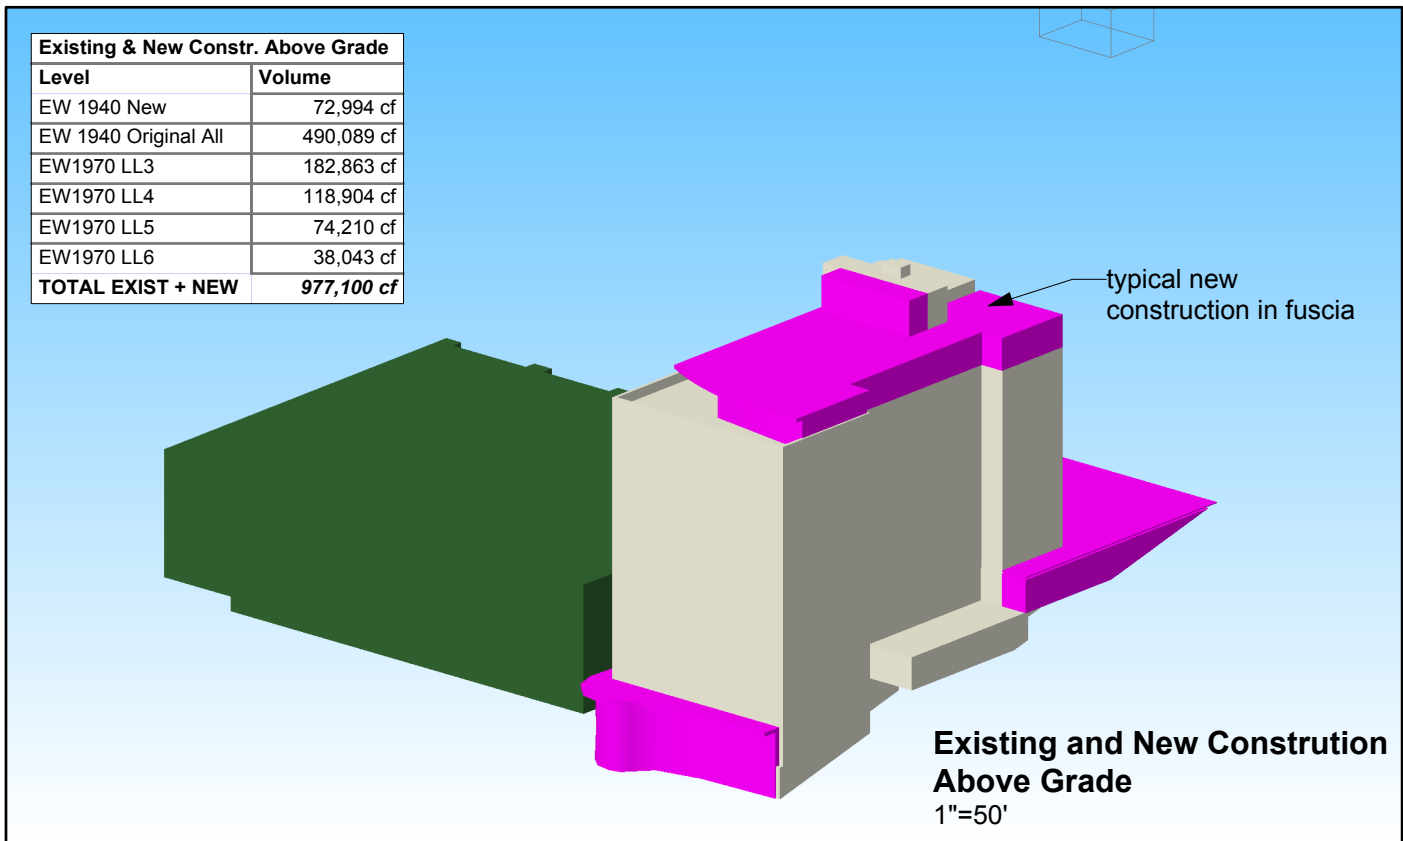 Existing & New Constr. Above Grade
Level Volume
EW 1940 New 72,994 cf
EW 1940 Original All 490,089 cf
EW1970 LL3 182,863 cf
EW1970 LL4 118,904 cf
EW1970 LL5 74,210 cf
EW1970 LL6 38,043 cf
TOTAL EXIST + NEW 977,100 cf
typical new
construction in fuscia
Existing and New Constrution
Above Grade
1"=50'